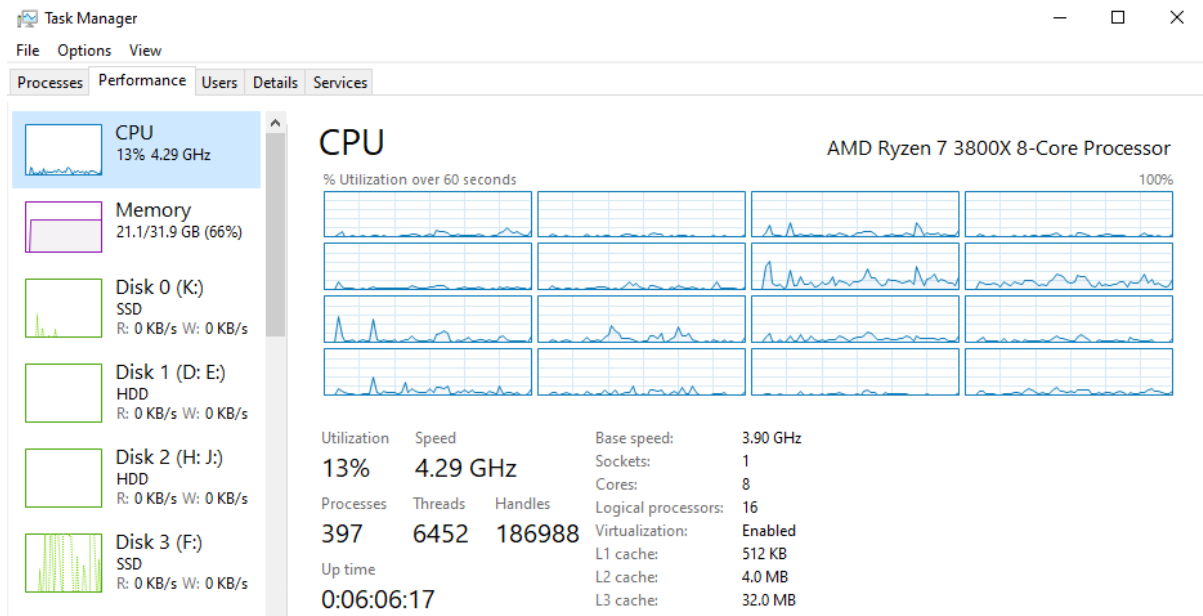 Task Manager
File Options View
Processes Performance Users Details Services
CPU
13% 4.29 GHz
Memory
21.1/31.9 GB (66%)
Disk 0 (K:)
SSD
R: 0 KB/s W: 0 KB/s
Disk 1 (D: E:)
HDD
R: 0 KB/s W: 0 KB/s
Disk 2 (H: J:)
HDD
R: 0 KB/s W: 0 KB/s
Disk 3 (F:)
SSD
R: 0 KB/s W: 0 KB/s
CPU AMD Ryzen 7 3800X 8-Core Processor
% Utilization over 60 seconds 100%
Utilization Speed
13% 4.29 GHz
Processes Threads Handles
397 6452 186988
Up time
0:06:06:17
Base speed: 3.90 GHz
Sockets: 1
Cores: 8
Logical processors: 16
Virtualization: Enabled
L1 cache: 512 KB
L2 cache: 4.0 MB
L3 cache: 32.0 MB